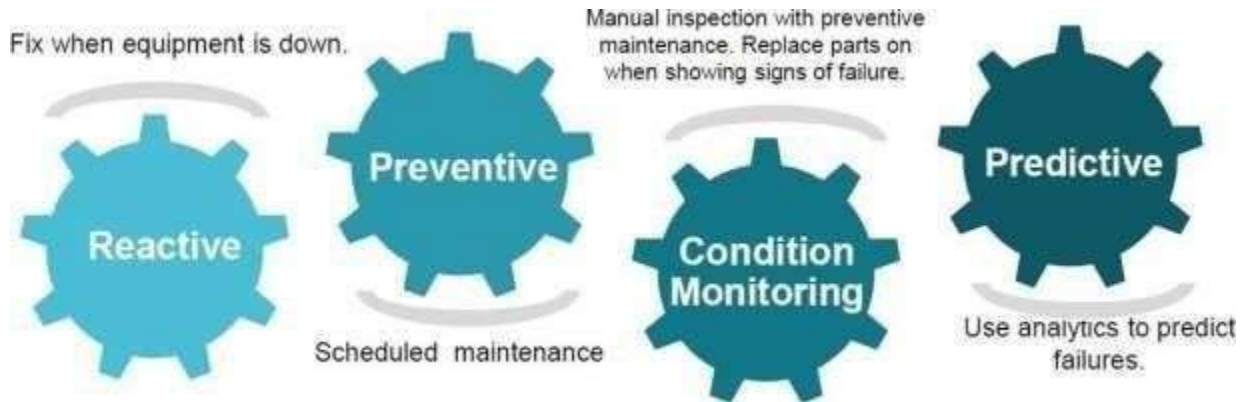 Fix when equipment is down.
Reactive
Preventive
Scheduled maintenance
Manual inspection with preventive
maintenance. Replace parts on
when showing signs of failure.
Condition
Monitoring
Predictive
Use analytics to predict
failures.